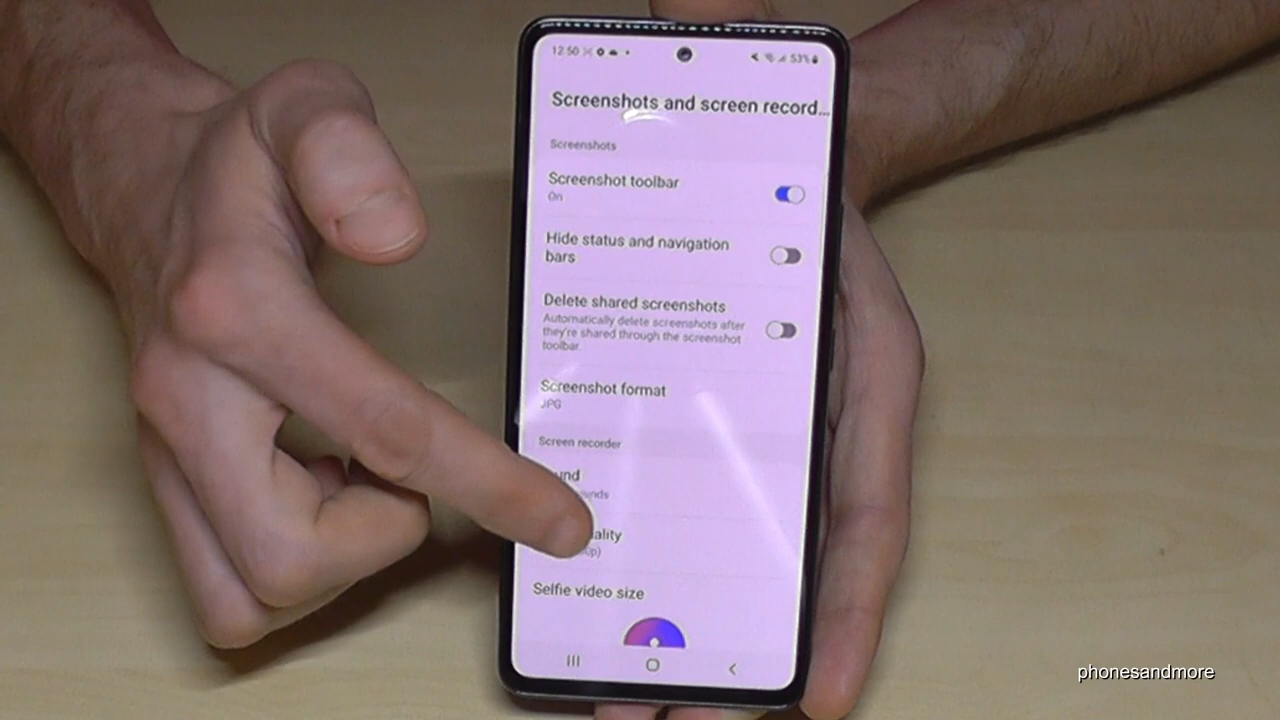 12:50
53%
Screenshots and screen record...
Screenshots
Screenshot toolbar
On
Hide status and navigation
bars
Delete shared screenshots
Automatically delete screenshots after
they're shared through the screenshot
toolbar.
Screenshot format
JPG
Screen recorder
Selfie video size
phonesandmore